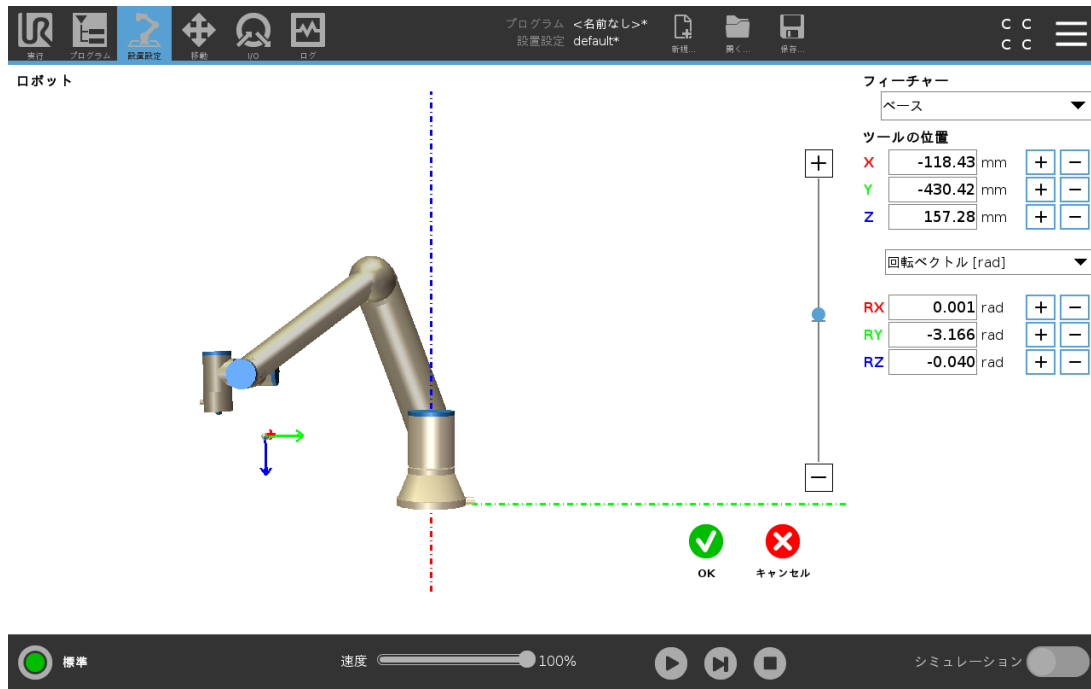 UR
実行
プログラム
設置設定
移動
I/O
ログ
プログラム <名前なし>*
設置設定 default*
新規...
開く...
保存...
C C
C C
ロボット
フィーチャー
ベース
ツールの位置
X -118.43 mm + −
Y -430.42 mm + −
Z 157.28 mm + −
回転ベクトル [rad]
RX 0.001 rad + −
RY -3.166 rad + −
RZ -0.040 rad + −
+
−
OK
キャンセル
標準
速度 100%
シミュレーション